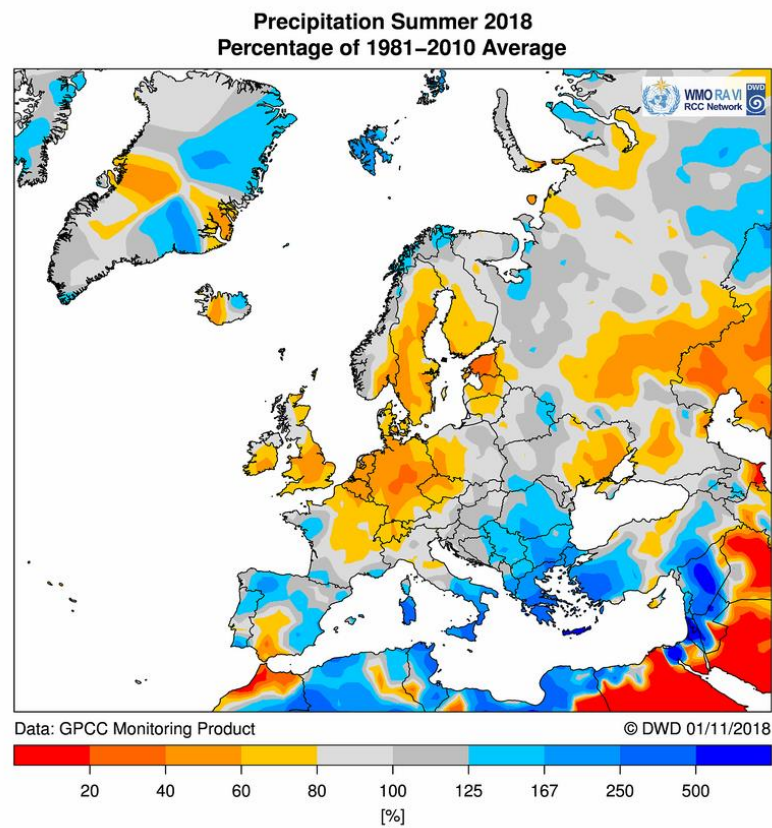 Precipitation Summer 2018
Percentage of 1981−2010 Average
WMO RA VI
RCC Network
DWD
Data: GPCC Monitoring Product
© DWD 01/11/2018
20 40 60 80 100 125 167 250 500
[%]